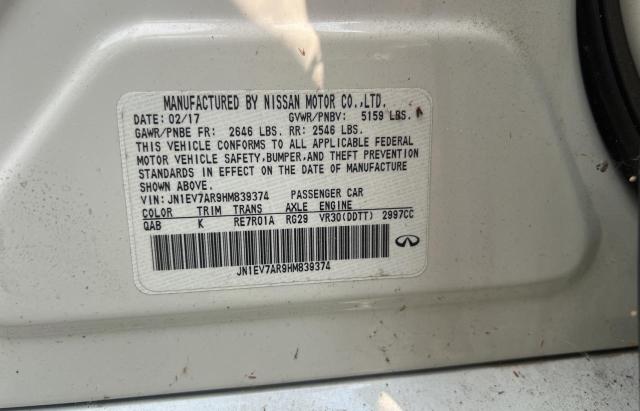 MANUFACTURED BY NISSAN MOTOR CO.,LTD.
DATE: 02/17 GVWR/PNBV: 5159 LBS.
GAWR/PNBE FR: 2646 LBS. RR: 2546 LBS.
THIS VEHICLE CONFORMS TO ALL APPLICABLE FEDERAL
MOTOR VEHICLE SAFETY,BUMPER,AND THEFT PREVENTION
STANDARDS IN EFFECT ON THE DATE OF MANUFACTURE
SHOWN ABOVE.
VIN: JN1EV7AR9HM839374 PASSENGER CAR
COLOR TRIM TRANS AXLE ENGINE
QAB K RE7R01A RG29 VR30(DDTT) 2997CC
JN1EV7AR9HM839374